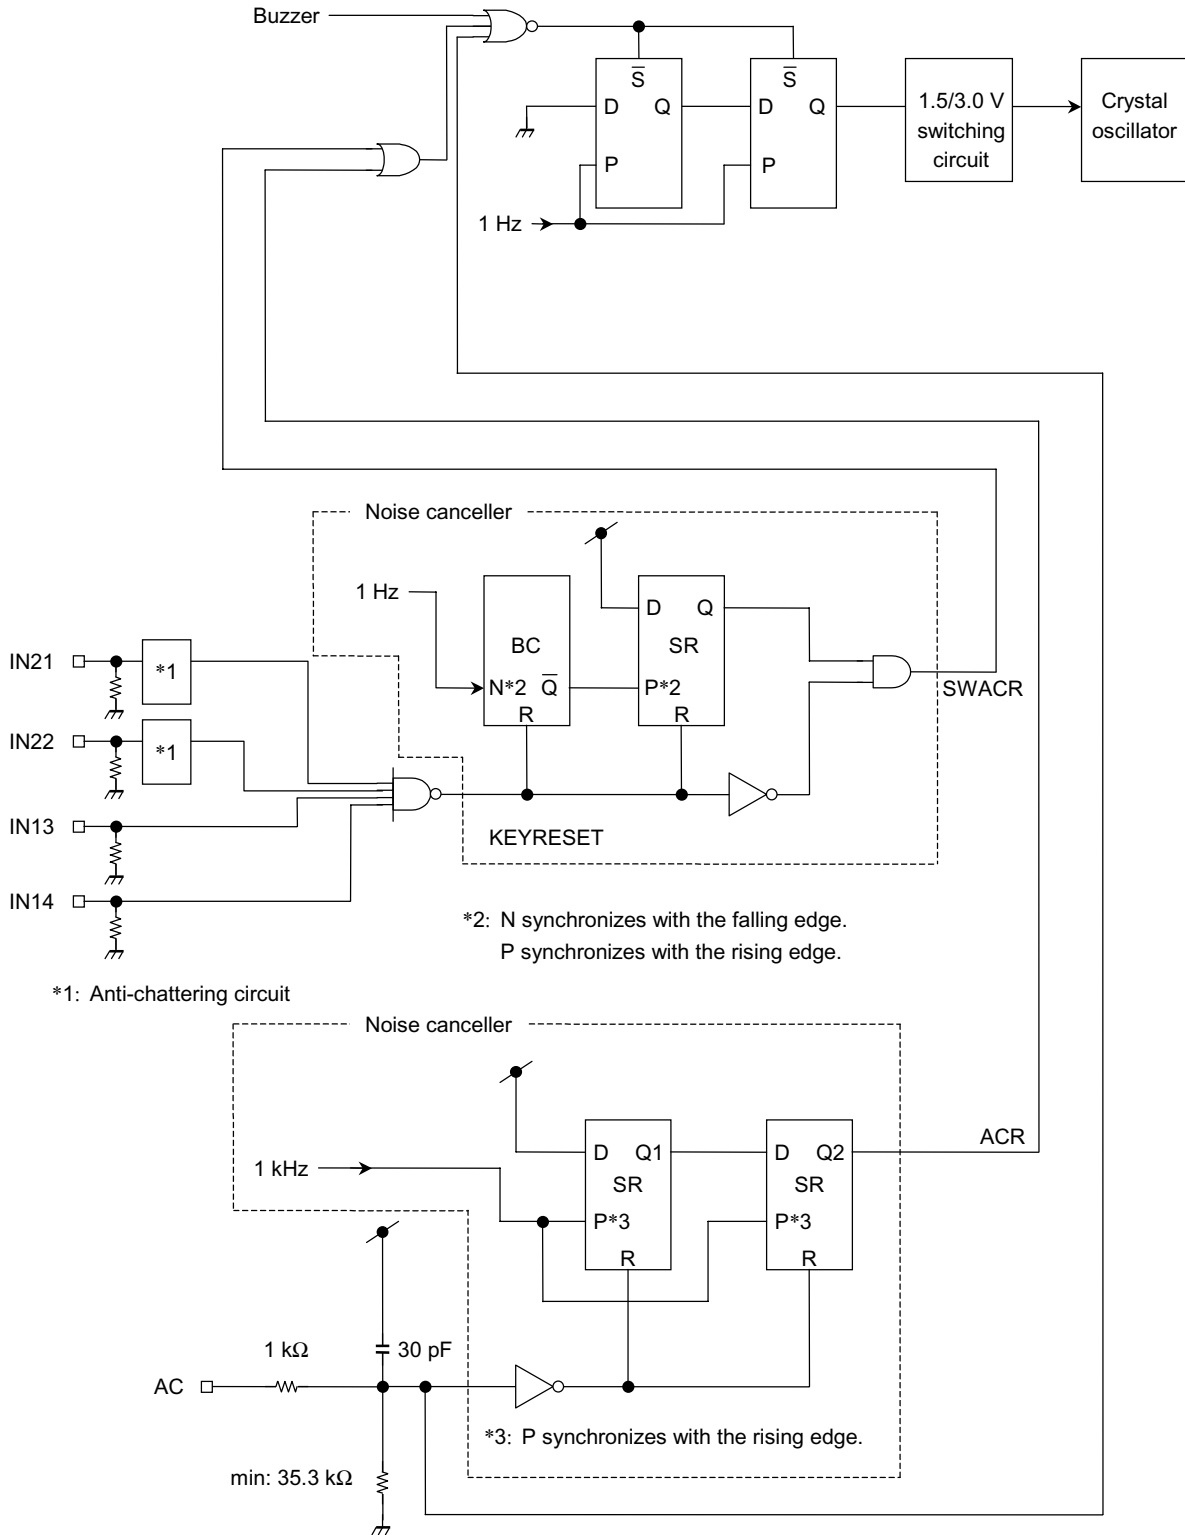 Buzzer
S̅
S̅
D Q
D Q
P
P
1 Hz
1.5/3.0 V
switching
circuit
Crystal
oscillator
Noise canceller
1 Hz
BC
N*2 Q̅
R
D Q
SR
P*2
R
SWACR
IN21
*1
IN22
*1
IN13
IN14
KEYRESET
*2: N synchronizes with the falling edge.
P synchronizes with the rising edge.
*1: Anti-chattering circuit
Noise canceller
1 kHz
D Q1
SR
P*3
R
D Q2
SR
P*3
R
ACR
1 kΩ
30 pF
AC
*3: P synchronizes with the rising edge.
min: 35.3 kΩ